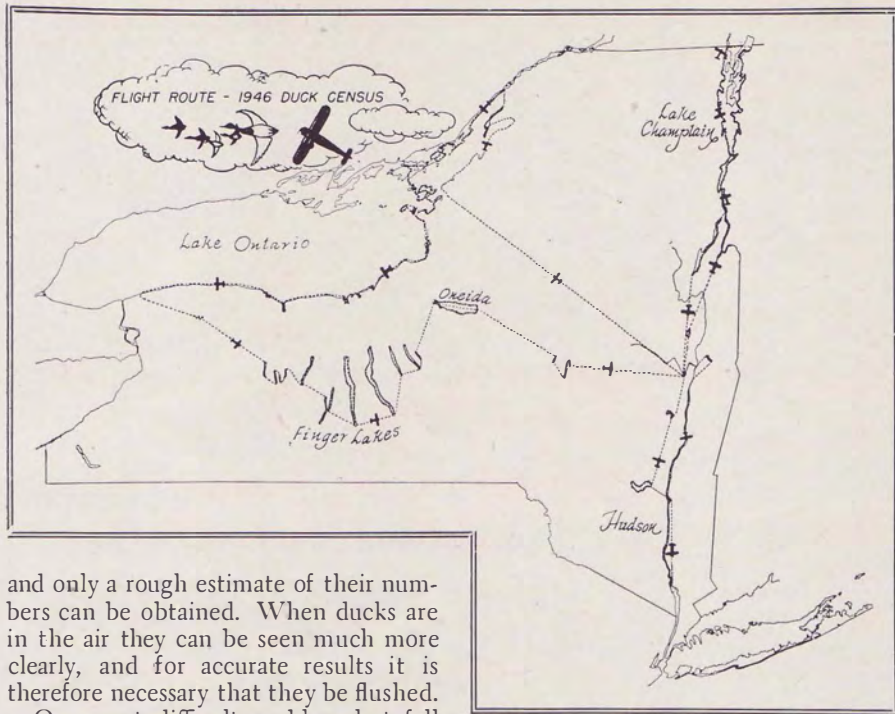 FLIGHT ROUTE - 1946 DUCK CENSUS
Lake
Champlain
Lake Ontario
Oneida
Finger Lakes
Hudson
and only a rough estimate of their num-
bers can be obtained. When ducks are
in the air they can be seen much more
clearly, and for accurate results it is
therefore necessary that they be flushed.